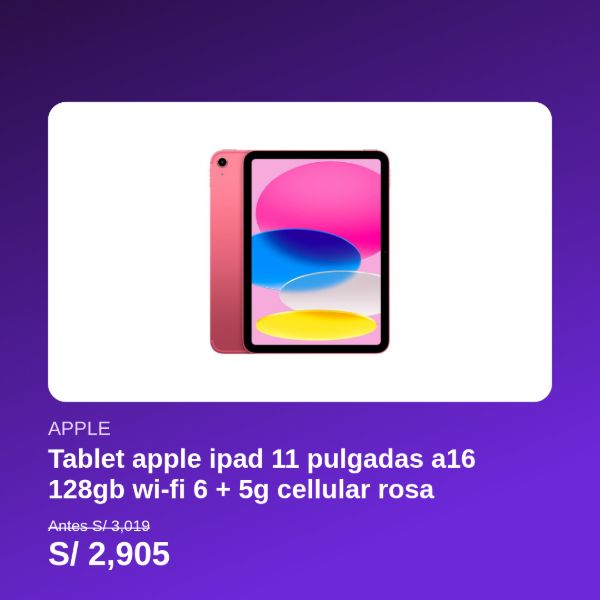 APPLE
Tablet apple ipad 11 pulgadas a16
128gb wi-fi 6 + 5g cellular rosa
Antes S/ 3,019
S/ 2,905